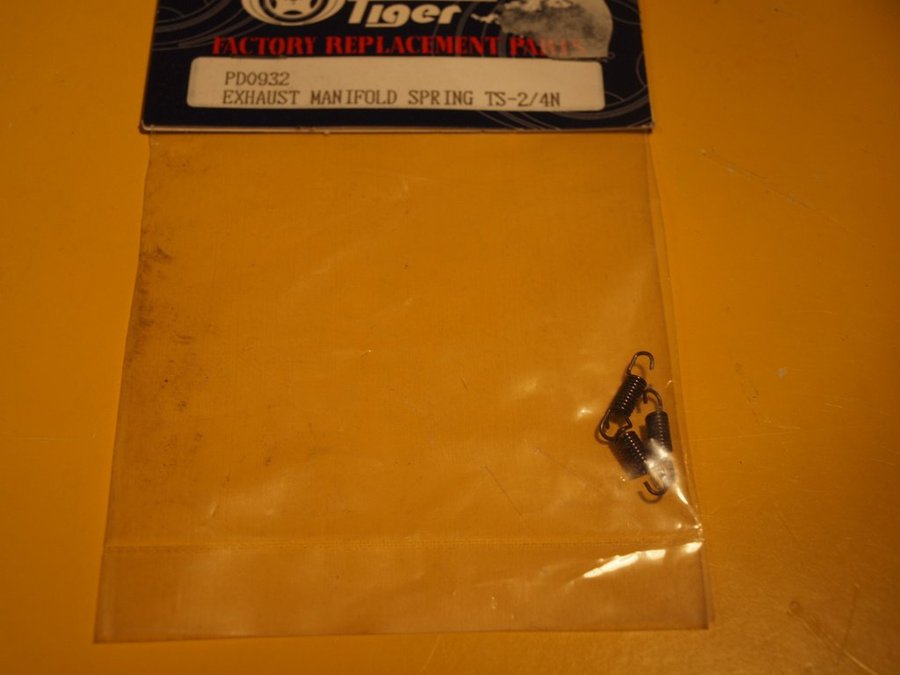 Tiger
FACTORY REPLACEMENT PARTS
PD0932
EXHAUST MANIFOLD SPRING TS-2/4N